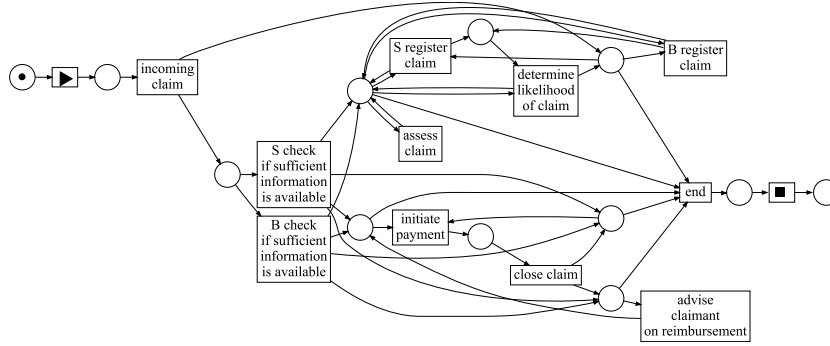 incoming
claim
S register
claim
B register
claim
determine
likelihood
of claim
assess
claim
S check
if sufficient
information
is available
end
B check
if sufficient
information
is available
initiate
payment
close claim
advise
claimant
on reimbursement